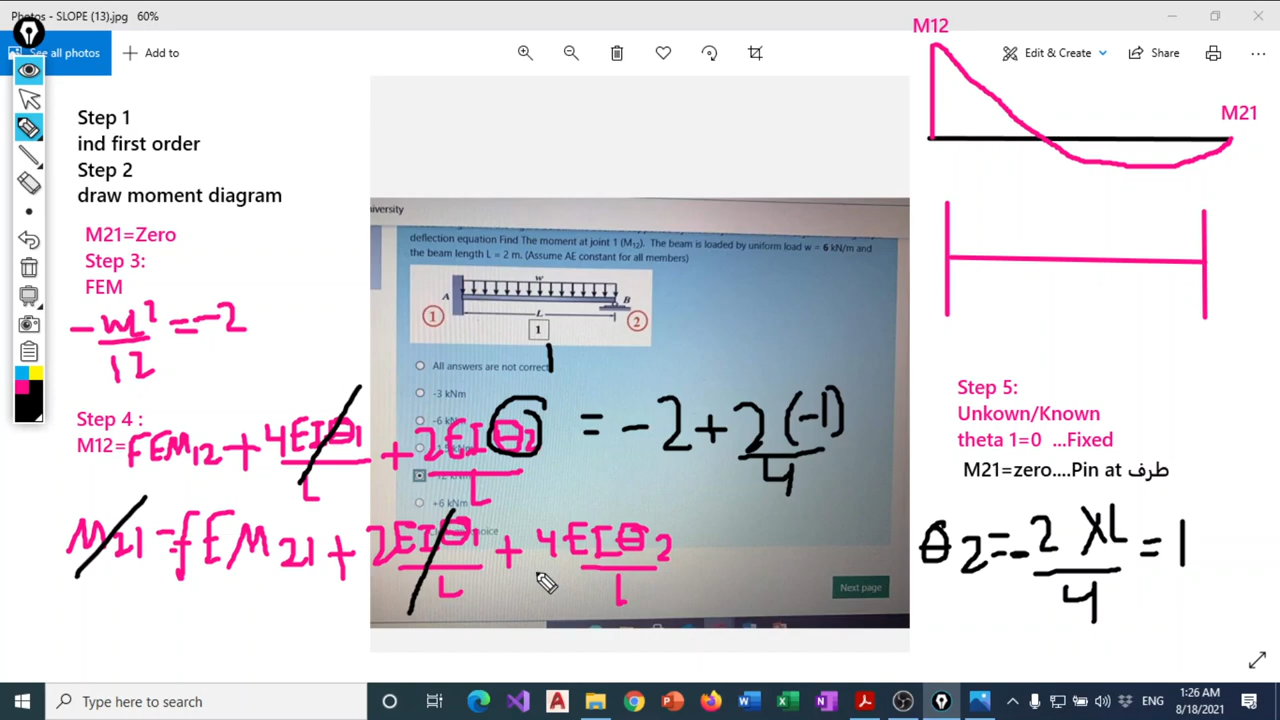 Photos - SLOPE (13).jpg 60%
See all photos
Add to
Edit & Create
Share
M12
M21
Step 1
ind first order
Step 2
draw moment diagram
M21=Zero
Step 3:
FEM
-wL²/12 =-2
Step 4 :
M12=
FEM12 + 4EIθ1/L + 2EIθ2/L
M21 = fEM21 + 2EIθ1/L + 4EIθ2/L
iversity
deflection equation Find The moment at joint 1 (M12). The beam is loaded by uniform load w = 6 kN/m and
the beam length L = 2 m. (Assume AE constant for all members)
w
A
B
1
L
2
1
All answers are not correct
-3 kNm
-6 k
+6 kNm
= -2 + 2(-1)/4
Next page
Step 5:
Unkown/Known
theta 1=0 ...Fixed
M21=zero....Pin at طرف
θ2=-2XL/4 = 1
Type here to search
ENG
1:26 AM
8/18/2021